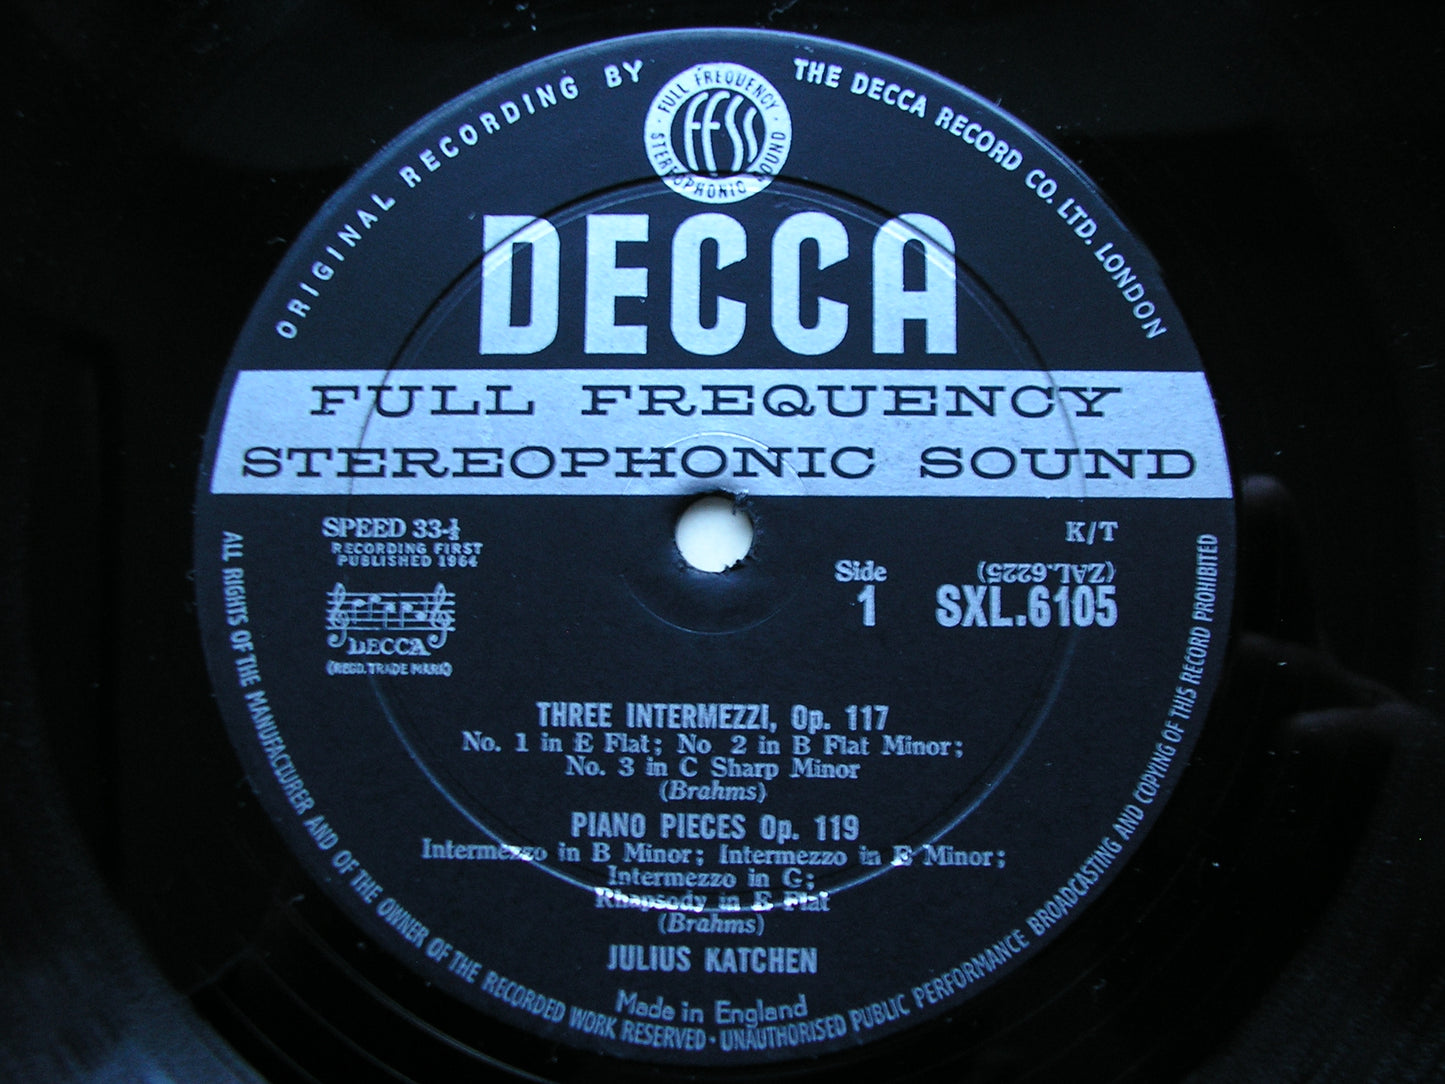 ORIGINAL RECORDING BY
THE DECCA RECORD CO. LTD. LONDON
FULL FREQUENCY
STEREOPHONIC SOUND
FFSS
DECCA
FULL FREQUENCY
STEREOPHONIC SOUND
SPEED 33-⅓
RECORDING FIRST
PUBLISHED 1964
K/T
DECCA
(REGD. TRADE MARK)
Side
1
(ZAL.6225)
SXL.6105
THREE INTERMEZZI, Op. 117
No. 1 in E Flat; No 2 in B Flat Minor;
No. 3 in C Sharp Minor
(Brahms)
PIANO PIECES Op. 119
Intermezzo in B Minor; Intermezzo in E Minor;
Intermezzo in C;
Rhapsody in E Flat
(Brahms)
JULIUS KATCHEN
Made in England
ALL RIGHTS OF THE MANUFACTURER AND OF THE OWNER OF THE RECORDED WORK RESERVED · UNAUTHORISED PUBLIC PERFORMANCE BROADCASTING AND COPYING OF THIS RECORD PROHIBITED